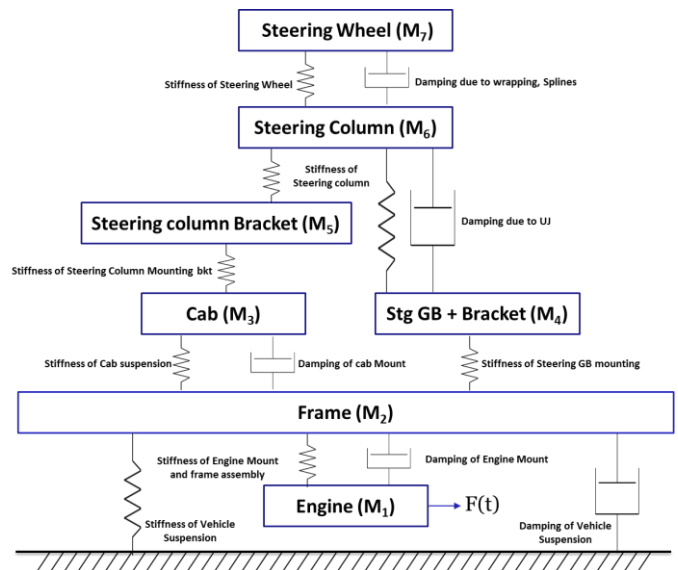 Steering Wheel (M₇)
Stiffness of Steering Wheel
Damping due to wrapping, Splines
Steering Column (M₆)
Stiffness of
Steering column
Steering column Bracket (M₅)
Damping due to UJ
Stiffness of Steering Column Mounting bkt
Cab (M₃)
Stg GB + Bracket (M₄)
Stiffness of Cab suspension
Damping of cab Mount
Stiffness of Steering GB mounting
Frame (M₂)
Stiffness of Engine Mount
and frame assembly
Damping of Engine Mount
Engine (M₁)
F(t)
Stiffness of Vehicle
Suspension
Damping of Vehicle
Suspension